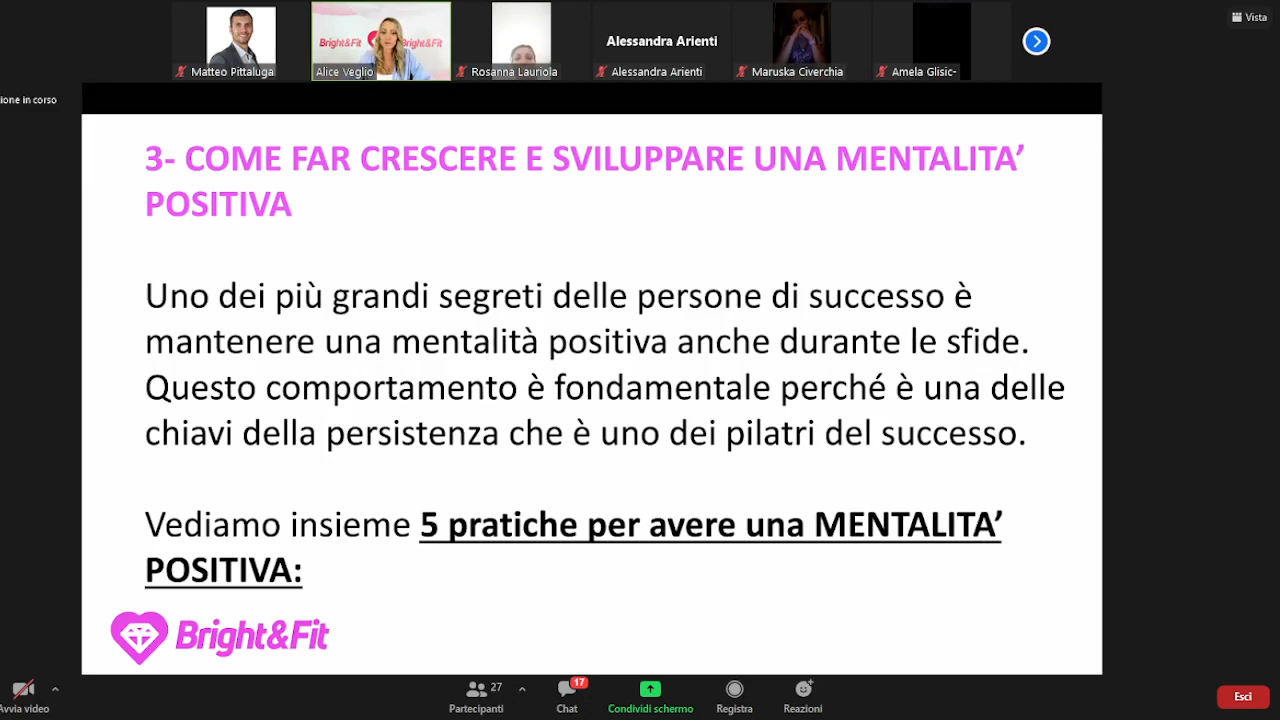 Vista
Alessandra Arienti
Bright&Fit
Bright&Fit
Matteo Pittaluga
Alice Veglio
Rosanna Lauriola
Alessandra Arienti
Maruska Civerchia
Amela Glisic-
ione in corso
3- COME FAR CRESCERE E SVILUPPARE UNA MENTALITA’
POSITIVA
Uno dei più grandi segreti delle persone di successo è
mantenere una mentalità positiva anche durante le sfide.
Questo comportamento è fondamentale perché è una delle
chiavi della persistenza che è uno dei pilatri del successo.
Vediamo insieme 5 pratiche per avere una MENTALITA’
POSITIVA:
Bright&Fit
27
17
Avvia video
Partecipanti
Chat
Condividi schermo
Registra
Reazioni
Esci